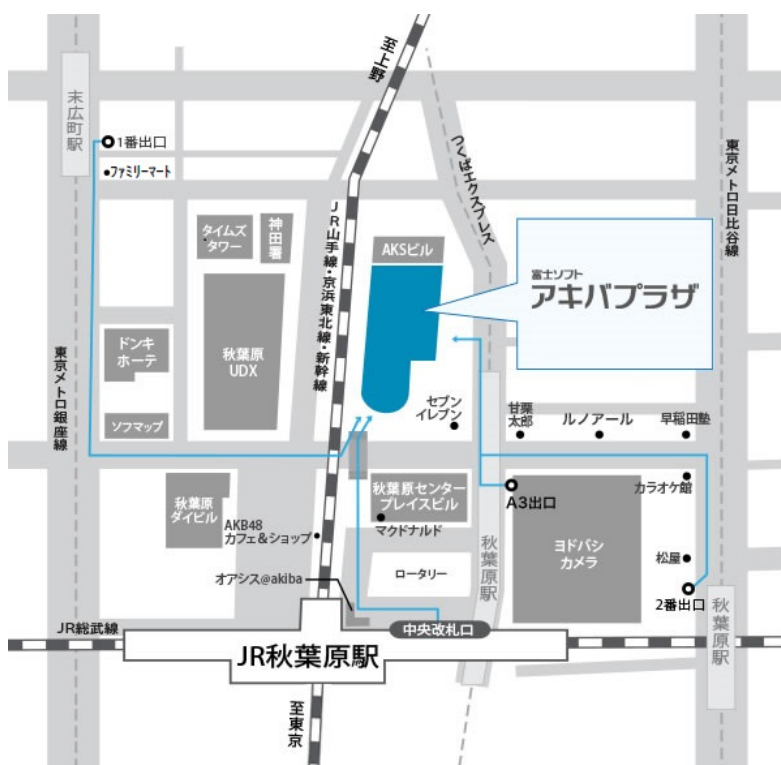 至上野
末広町駅
1番出口
ファミリーマート
つくばエクスプレス
東京メトロ日比谷線
タイムズ
タワー
神田署
JR山手線・京浜東北線・新幹線
AKSビル
富士ソフト
アキバプラザ
ドンキ
ホーテ
秋葉原
UDX
東京メトロ銀座線
ソフマップ
セブン
イレブン
甘栗
太郎
ルノアール
早稲田塾
秋葉原
ダイビル
秋葉原センター
プレイスビル
A3出口
カラオケ館
AKB48
カフェ&ショップ
マクドナルド
ヨドバシ
カメラ
松屋
オアシス@akiba
ロータリー
秋葉原駅
2番出口
秋葉原駅
JR総武線
中央改札口
JR秋葉原駅
至東京